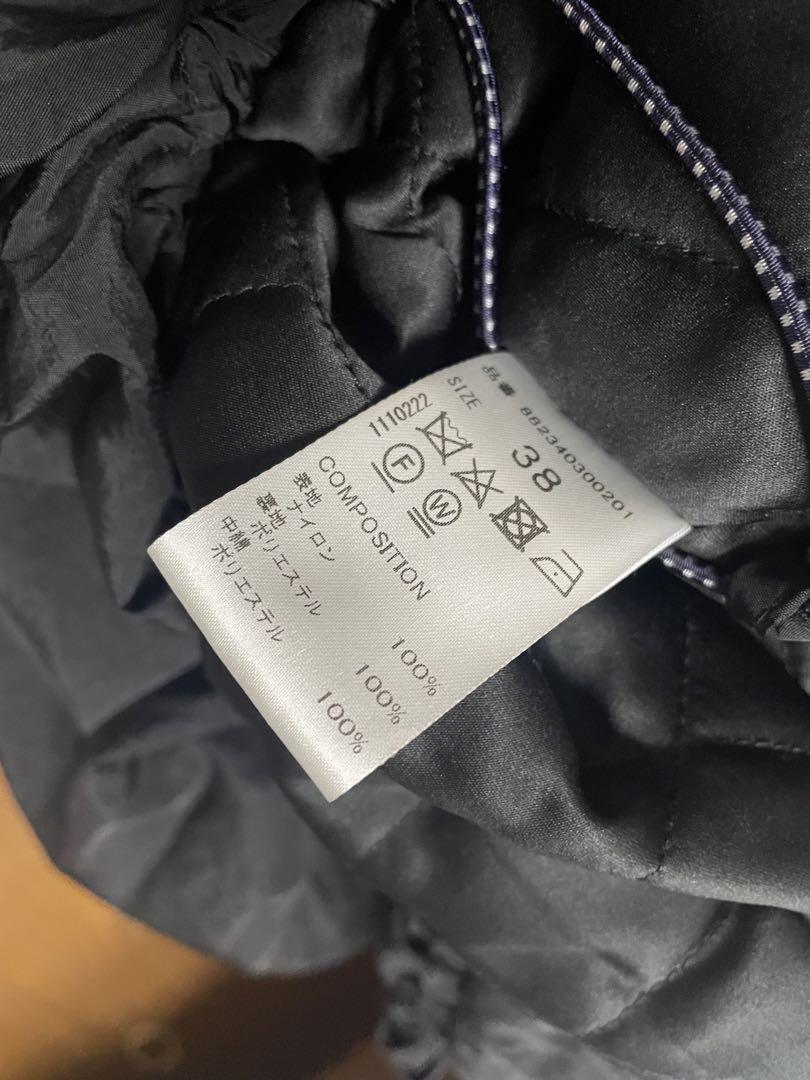 品番 882340300201
SIZE 38
1110222
F W
COMPOSITION
表地
ナイロン 100%
裏地
ポリエステル 100%
中綿
ポリエステル 100%